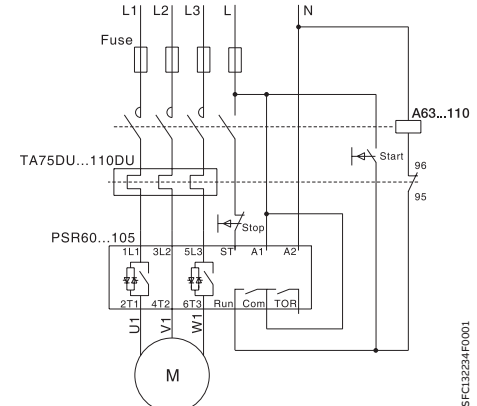 L1 L2 L3 L N
Fuse
A63...110
Start
96
TA75DU...110DU
95
Stop
PSR60...105
1L1 3L2 5L3 ST A1 A2
2T1 4T2 6T3 Run Com TOR
U1 V1 W1
M
SFC132234F0001